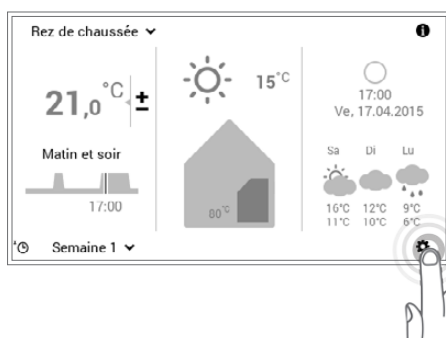 Rez de chaussée
21,0 °C ±
Matin et soir
17:00
Semaine 1
15°C
80°C
17:00
Ve, 17.04.2015
Sa Di Lu
16°C 12°C 9°C
11°C 10°C 6°C